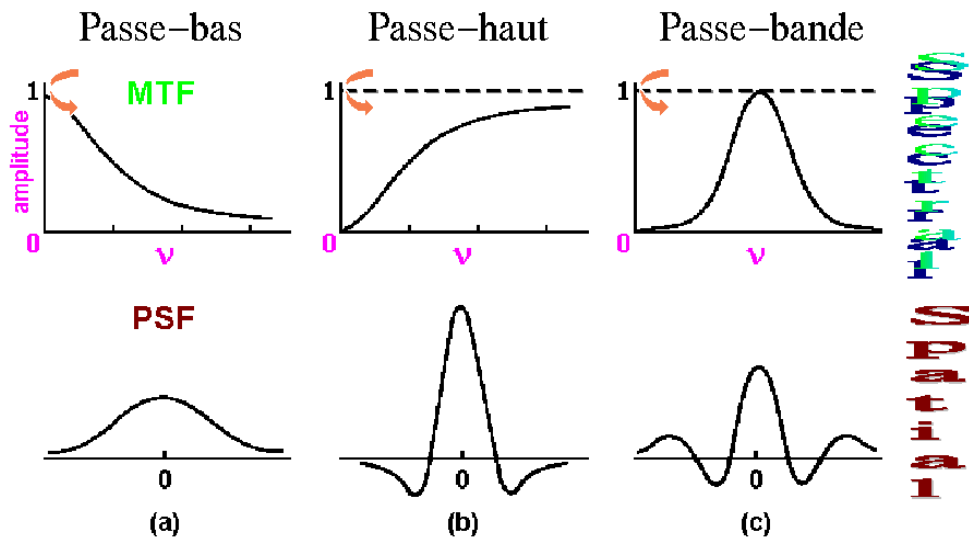 Passe-bas Passe-haut Passe-bande
1 MTF 1 1
amplitude
0 ν 0 ν 0 ν
Spectral
PSF
Spatial
0 0 0
(a) (b) (c)